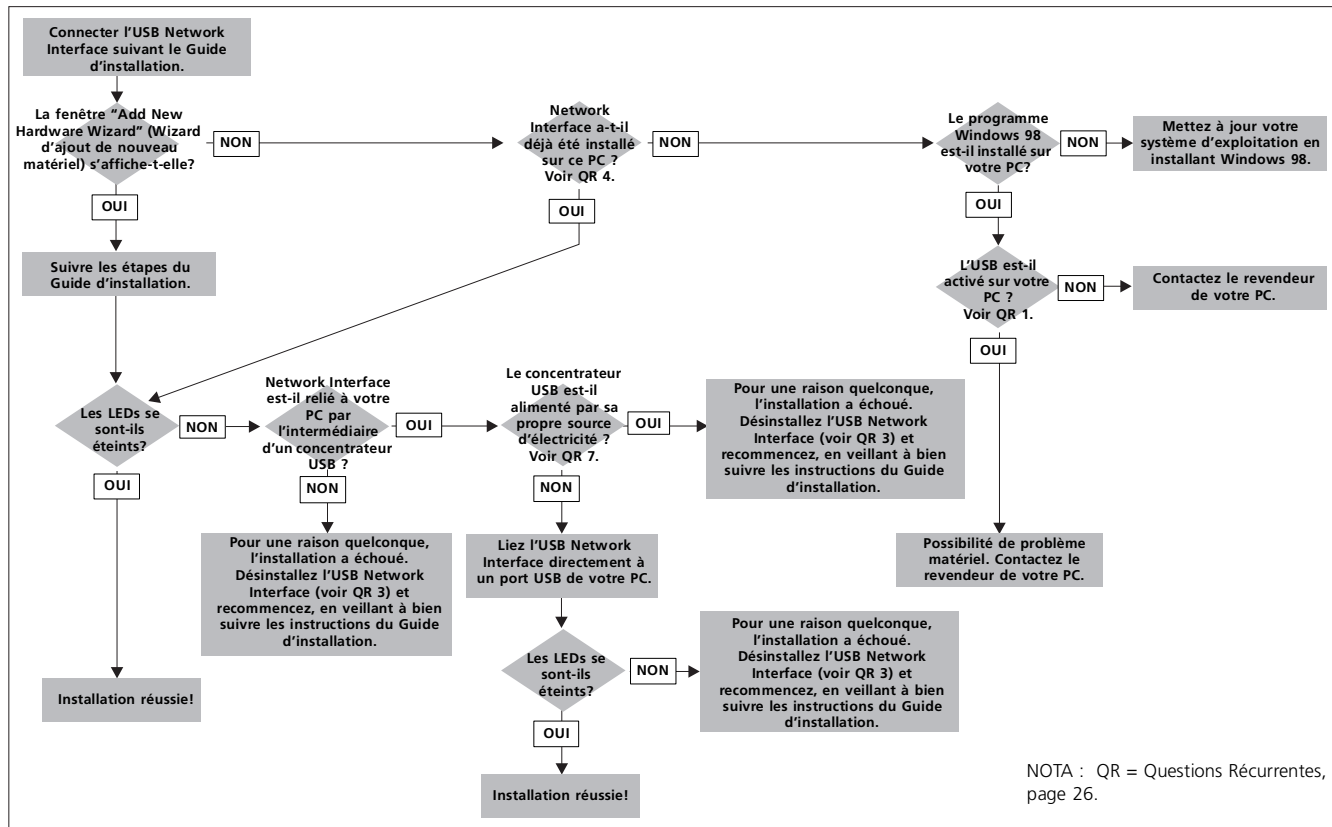 Connecter l'USB Network
Interface suivant le Guide
d'installation.
La fenêtre "Add New
Hardware Wizard" (Wizard
d'ajout de nouveau
matériel) s'affiche-t-elle?
NON
Network
Interface a-t-il
déjà été installé
sur ce PC ?
Voir QR 4.
NON
Le programme
Windows 98
est-il installé sur
votre PC?
NON
Mettez à jour votre
système d'exploitation en
installant Windows 98.
OUI
OUI
OUI
Suivre les étapes du
Guide d'installation.
L'USB est-il
activé sur votre
PC ?
Voir QR 1.
NON
Contactez le revendeur
de votre PC.
OUI
Les LEDs se
sont-ils
éteints?
NON
Network Interface
est-il relié à votre
PC par
l'intermédiaire
d'un concentrateur
USB ?
OUI
Le concentrateur
USB est-il
alimenté par sa
propre source
d'électricité ?
Voir QR 7.
OUI
Pour une raison quelconque,
l'installation a échoué.
Désinstallez l'USB Network
Interface (voir QR 3) et
recommencez, en veillant à bien
suivre les instructions du Guide
d'installation.
OUI
NON
NON
Pour une raison quelconque,
l'installation a échoué.
Désinstallez l'USB Network
Interface (voir QR 3) et
recommencez, en veillant à bien
suivre les instructions du Guide
d'installation.
Liez l'USB Network
Interface directement à
un port USB de votre PC.
Possibilité de problème
matériel. Contactez le
revendeur de votre PC.
Les LEDs se
sont-ils
éteints?
NON
Pour une raison quelconque,
l'installation a échoué.
Désinstallez l'USB Network
Interface (voir QR 3) et
recommencez, en veillant à bien
suivre les instructions du Guide
d'installation.
Installation réussie!
OUI
Installation réussie!
NOTA : QR = Questions Récurrentes,
page 26.